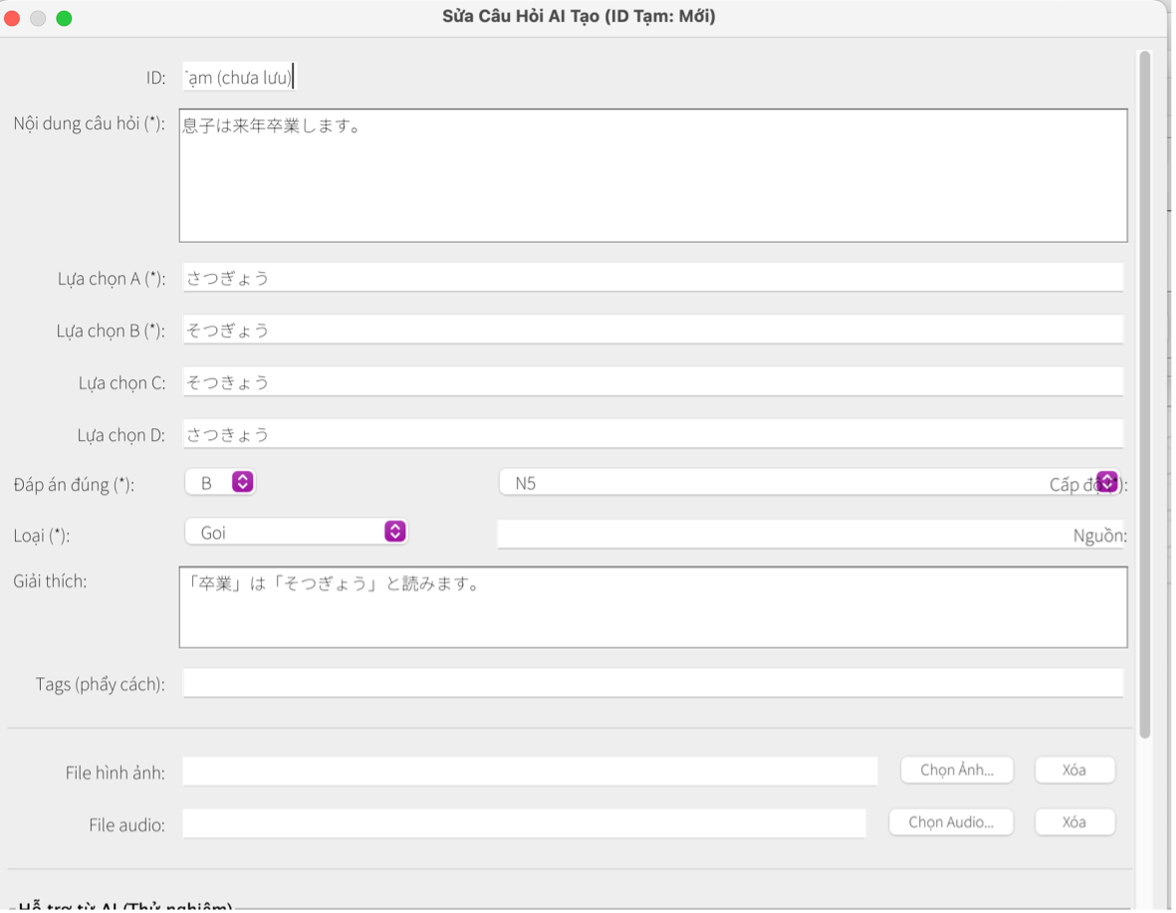 Sửa Câu Hỏi AI Tạo (ID Tạm: Mới)
ID: Tạm (chưa lưu)
Nội dung câu hỏi (*): 息子は来年卒業します。
Lựa chọn A (*): さつぎょう
Lựa chọn B (*): そつぎょう
Lựa chọn C: そつきょう
Lựa chọn D: さつきょう
Đáp án đúng (*): B N5 Cấp độ (*):
Loại (*): Goi Nguồn:
Giải thích: 「卒業」は「そつぎょう」と読みます。
Tags (phẩy cách):
File hình ảnh: Chọn Ảnh... Xóa
File audio: Chọn Audio... Xóa
Hỗ trợ từ AI (Thử nghiệm)